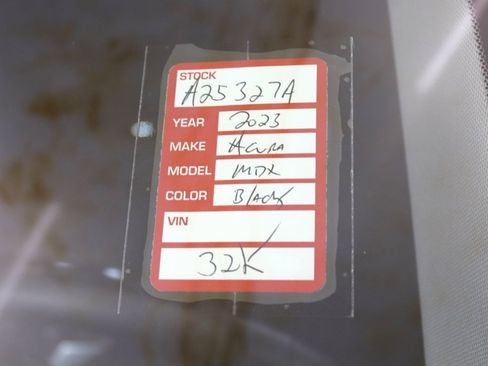 STOCK
A25327A
YEAR 2023
MAKE Acura
MODEL MDX
COLOR Black
VIN
32K